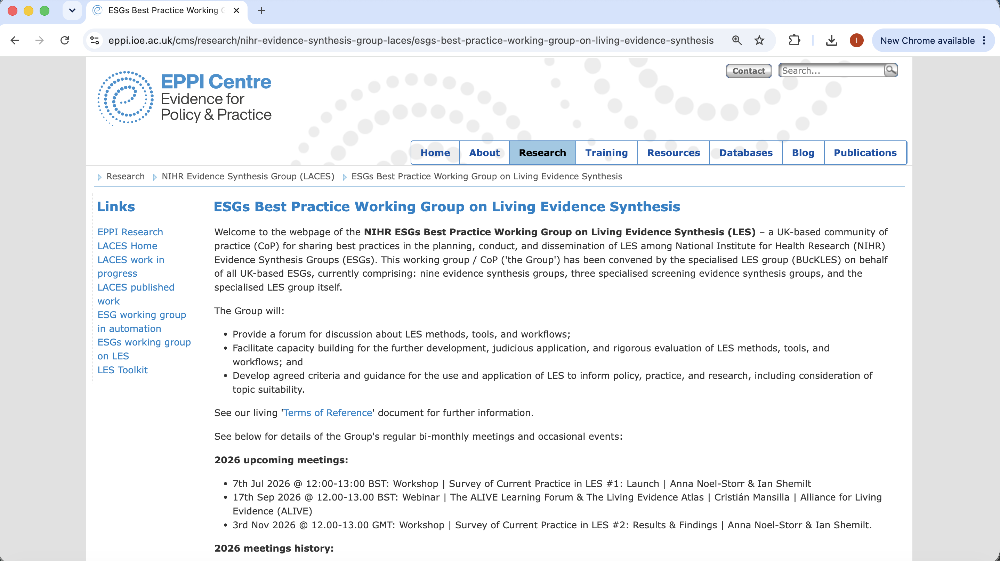 ESGs Best Practice Working
eppi.ioe.ac.uk/cms/research/nihr-evidence-synthesis-group-laces/esgs-best-practice-working-group-on-living-evidence-synthesis
I
New Chrome available
EPPI Centre
Evidence for
Policy & Practice
Contact
Search...
Home
About
Research
Training
Resources
Databases
Blog
Publications
Research
NIHR Evidence Synthesis Group (LACES)
ESGs Best Practice Working Group on Living Evidence Synthesis
Links
EPPI Research
LACES Home
LACES work in
progress
LACES published
work
ESG working group
in automation
ESGs working group
on LES
LES Toolkit
ESGs Best Practice Working Group on Living Evidence Synthesis
Welcome to the webpage of the NIHR ESGs Best Practice Working Group on Living Evidence Synthesis (LES) – a UK-based community of
practice (CoP) for sharing best practices in the planning, conduct, and dissemination of LES among National Institute for Health Research (NIHR)
Evidence Synthesis Groups (ESGs). This working group / CoP ('the Group') has been convened by the specialised LES group (BUcKLES) on behalf
of all UK-based ESGs, currently comprising: nine evidence synthesis groups, three specialised screening evidence synthesis groups, and the
specialised LES group itself.
The Group will:
• Provide a forum for discussion about LES methods, tools, and workflows;
• Facilitate capacity building for the further development, judicious application, and rigorous evaluation of LES methods, tools, and
workflows; and
• Develop agreed criteria and guidance for the use and application of LES to inform policy, practice, and research, including consideration of
topic suitability.
See our living 'Terms of Reference' document for further information.
See below for details of the Group's regular bi-monthly meetings and occasional events:
2026 upcoming meetings:
• 7th Jul 2026 @ 12:00-13:00 BST: Workshop | Survey of Current Practice in LES #1: Launch | Anna Noel-Storr & Ian Shemilt
• 17th Sep 2026 @ 12.00-13.00 BST: Webinar | The ALIVE Learning Forum & The Living Evidence Atlas | Cristián Mansilla | Alliance for Living
Evidence (ALIVE)
• 3rd Nov 2026 @ 12.00-13.00 GMT: Workshop | Survey of Current Practice in LES #2: Results & Findings | Anna Noel-Storr & Ian Shemilt.
2026 meetings history: